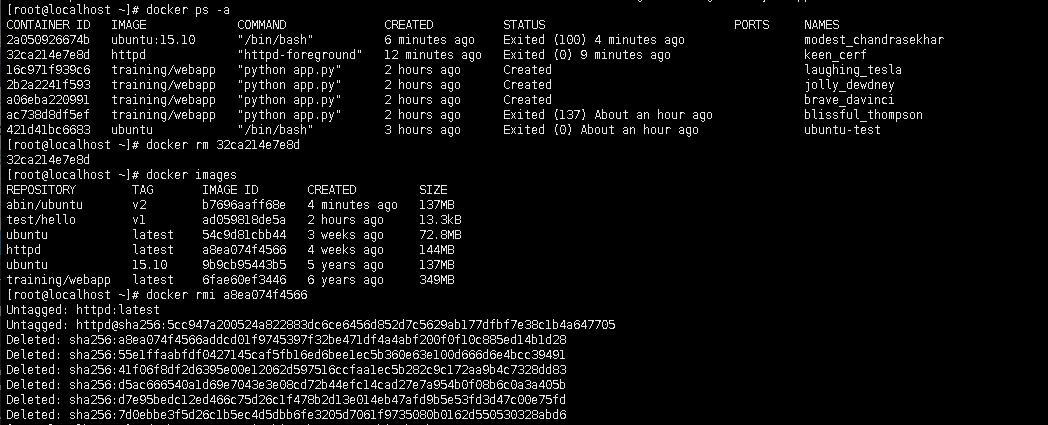 [root@localhost ~]# docker ps -a
CONTAINER ID   IMAGE             COMMAND              CREATED          STATUS                        PORTS     NAMES
2a050926674b   ubuntu:15.10      "/bin/bash"          6 minutes ago    Exited (100) 4 minutes ago              modest_chandrasekhar
32ca214e7e8d   httpd             "httpd-foreground"   12 minutes ago   Exited (0) 9 minutes ago                keen_cerf
16c971f939c6   training/webapp   "python app.py"      2 hours ago      Created                                 laughing_tesla
2b2a2241f593   training/webapp   "python app.py"      2 hours ago      Created                                 jolly_dewdney
a06eba220991   training/webapp   "python app.py"      2 hours ago      Created                                 brave_davinci
ac738d8df5ef   training/webapp   "python app.py"      2 hours ago      Exited (137) About an hour ago          blissful_thompson
421d41bc6683   ubuntu            "/bin/bash"          3 hours ago      Exited (0) About an hour ago            ubuntu-test
[root@localhost ~]# docker rm 32ca214e7e8d
32ca214e7e8d
[root@localhost ~]# docker images
REPOSITORY        TAG       IMAGE ID       CREATED         SIZE
abin/ubuntu       v2        b7696aaff68e   4 minutes ago   137MB
test/hello        v1        ad059818de5a   2 hours ago     13.3kB
ubuntu            latest    54c9d81cbb44   3 weeks ago     72.8MB
httpd             latest    a8ea074f4566   4 weeks ago     144MB
ubuntu            15.10     9b9cb95443b5   5 years ago     137MB
training/webapp   latest    6fae60ef3446   6 years ago     349MB
[root@localhost ~]# docker rmi a8ea074f4566
Untagged: httpd:latest
Untagged: httpd@sha256:5cc947a200524a822883dc6ce6456d852d7c5629ab177dfbf7e38c1b4a647705
Deleted: sha256:a8ea074f4566addcd01f9745397f32be471df4a4abf200f0f10c885ed14b1d28
Deleted: sha256:55e1ffaabfdf0427145caf5fb16ed6bee1ec5b360e63e100d666d6e4bcc39491
Deleted: sha256:41f06f8df2f6395e00e12062d597516ccfaa1ec5b282c9c172aa9b4c7328dd83
Deleted: sha256:d5ac666540a1d69e7043e3e08cd72b44efc14cad27e7a954b0f08b6c0a3a405b
Deleted: sha256:d7e95bedc12ed466c75d26c1f478b2d13e014eb47afd9b5e53fd3d47c00e75fd
Deleted: sha256:7d0ebbe3f5d26c1b5ec4d5dbb6fe3205d7061f9735080b0162d550530328abd6